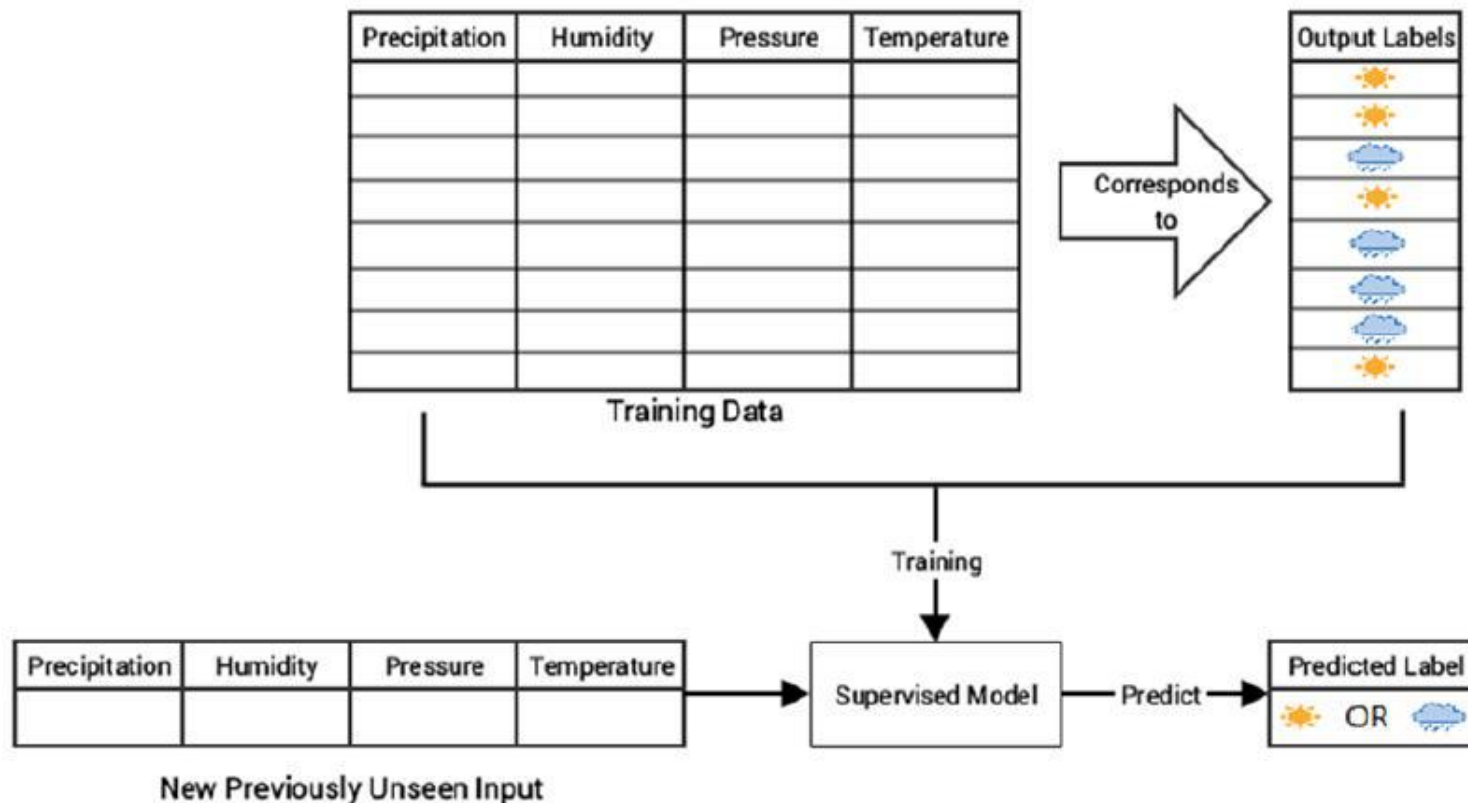 Precipitation Humidity Pressure Temperature
Output Labels
Corresponds
to
Training Data
Training
Precipitation Humidity Pressure Temperature
Supervised Model
Predict
Predicted Label
OR
New Previously Unseen Input